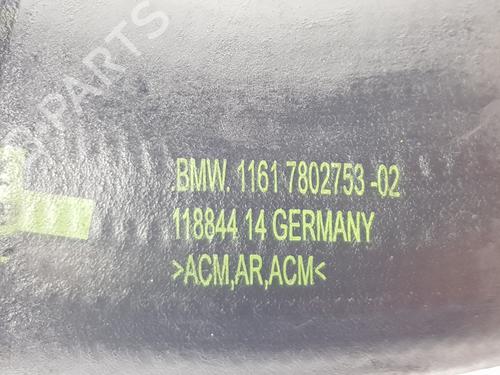 .BMW. 1161 7802753 -02
118844 14 GERMANY
>ACM,AR,ACM<